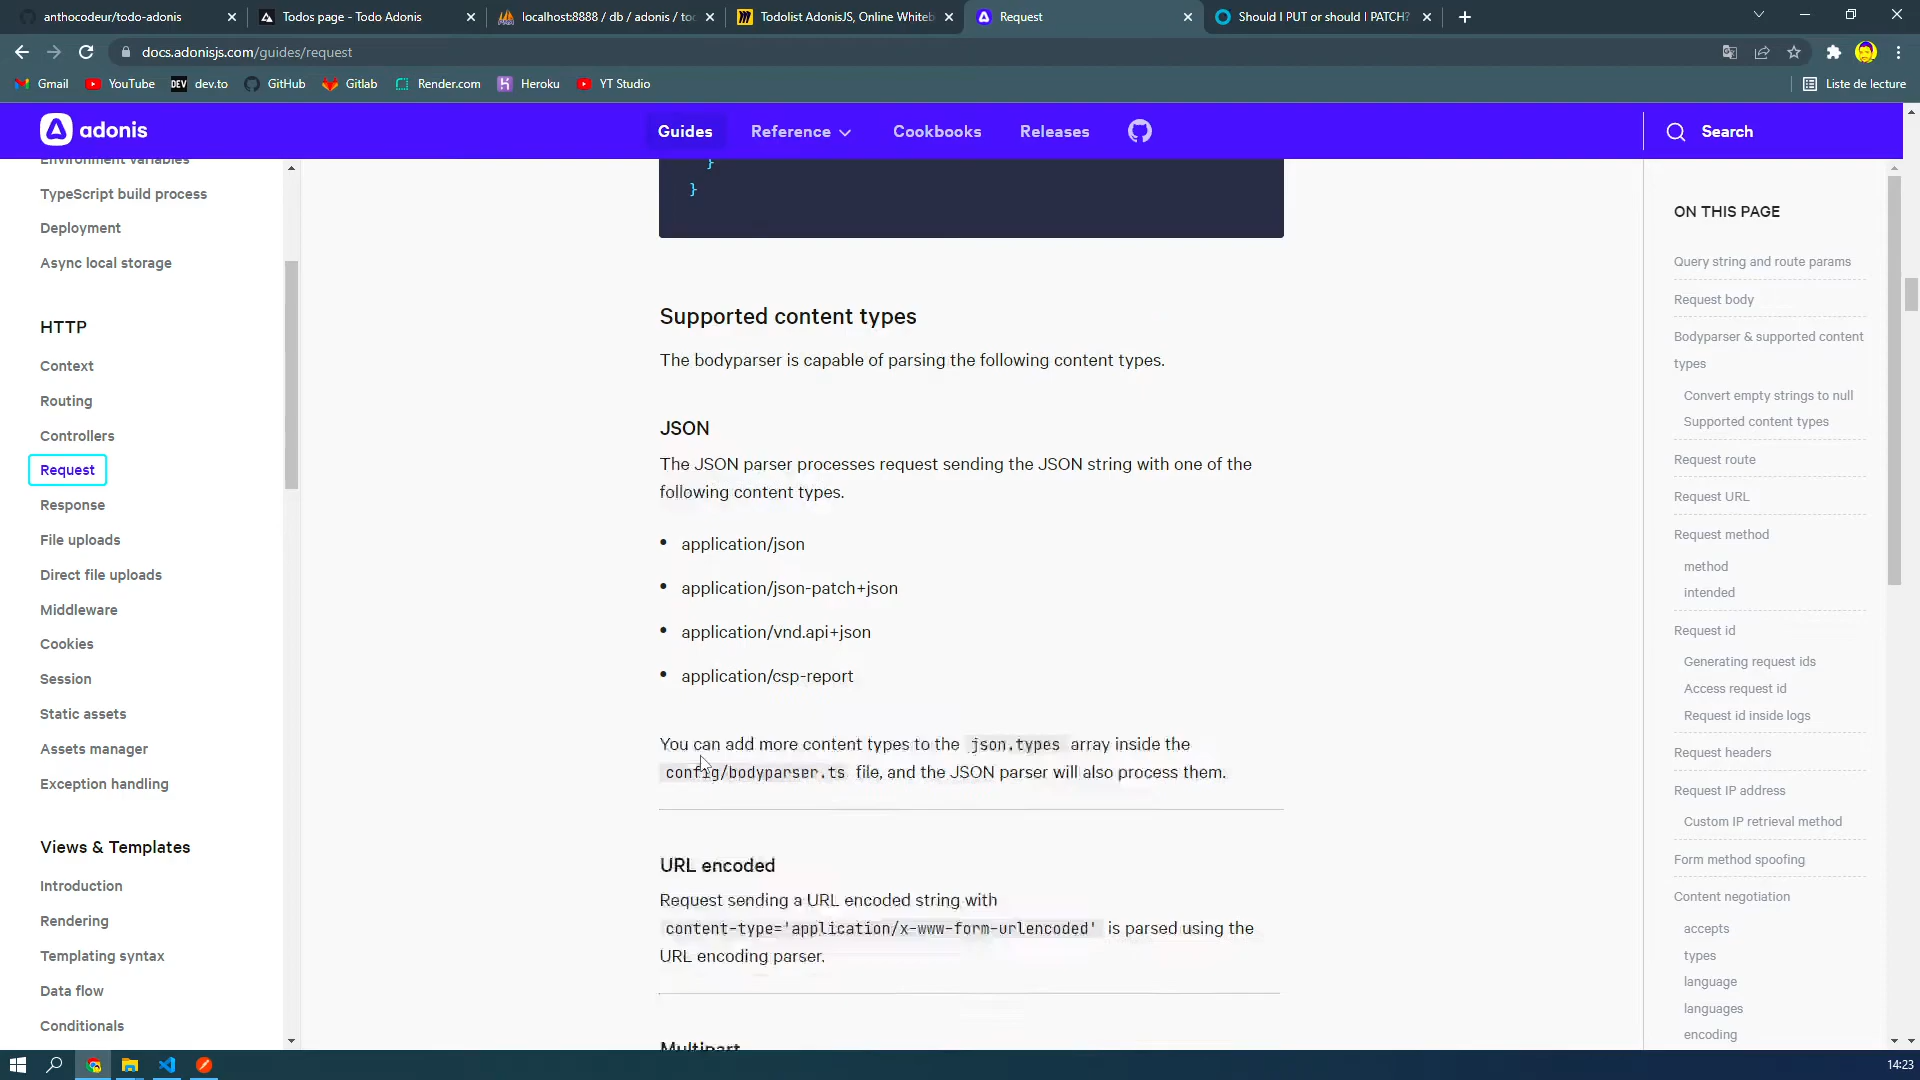 anthocodeur/todo-adonis
Todos page - Todo Adonis
localhost:8888 / db / adonis / to
Todolist AdonisJS, Online Whiteb
Request
Should I PUT or should I PATCH?
docs.adonisjs.com/guides/request
Gmail
YouTube
DEV dev.to
GitHub
Gitlab
Render.com
Heroku
YT Studio
Liste de lecture
adonis
Guides
Reference
Cookbooks
Releases
Search
Environment variables
TypeScript build process
Deployment
Async local storage
HTTP
Context
Routing
Controllers
Request
Response
File uploads
Direct file uploads
Middleware
Cookies
Session
Static assets
Assets manager
Exception handling
Views & Templates
Introduction
Rendering
Templating syntax
Data flow
Conditionals
}
}
Supported content types
The bodyparser is capable of parsing the following content types.
JSON
The JSON parser processes request sending the JSON string with one of the
following content types.
• application/json
• application/json-patch+json
• application/vnd.api+json
• application/csp-report
You can add more content types to the json.types array inside the
config/bodyparser.ts file, and the JSON parser will also process them.
URL encoded
Request sending a URL encoded string with
content-type='application/x-www-form-urlencoded' is parsed using the
URL encoding parser.
Multipart
ON THIS PAGE
Query string and route params
Request body
Bodyparser & supported content
types
Convert empty strings to null
Supported content types
Request route
Request URL
Request method
method
intended
Request id
Generating request ids
Access request id
Request id inside logs
Request headers
Request IP address
Custom IP retrieval method
Form method spoofing
Content negotiation
accepts
types
language
languages
encoding
14:23